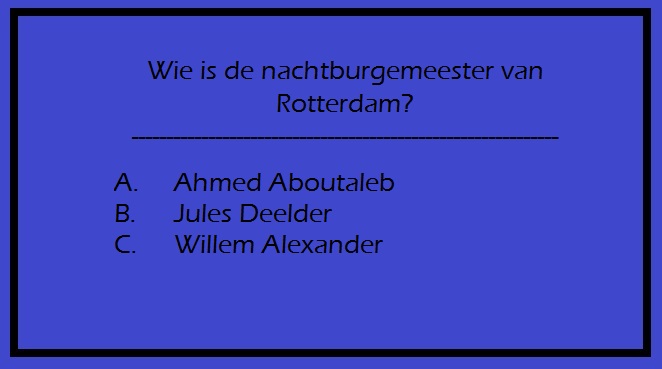 Wie is de nachtburgemeester van
Rotterdam?
A. Ahmed Aboutaleb
B. Jules Deelder
C. Willem Alexander